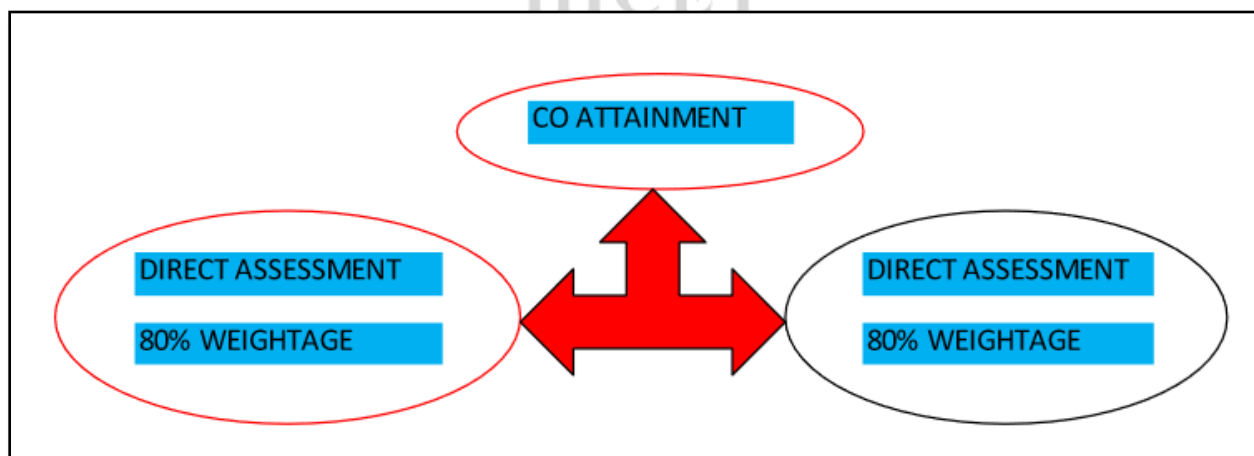 CO ATTAINMENT
DIRECT ASSESSMENT
80% WEIGHTAGE
DIRECT ASSESSMENT
80% WEIGHTAGE